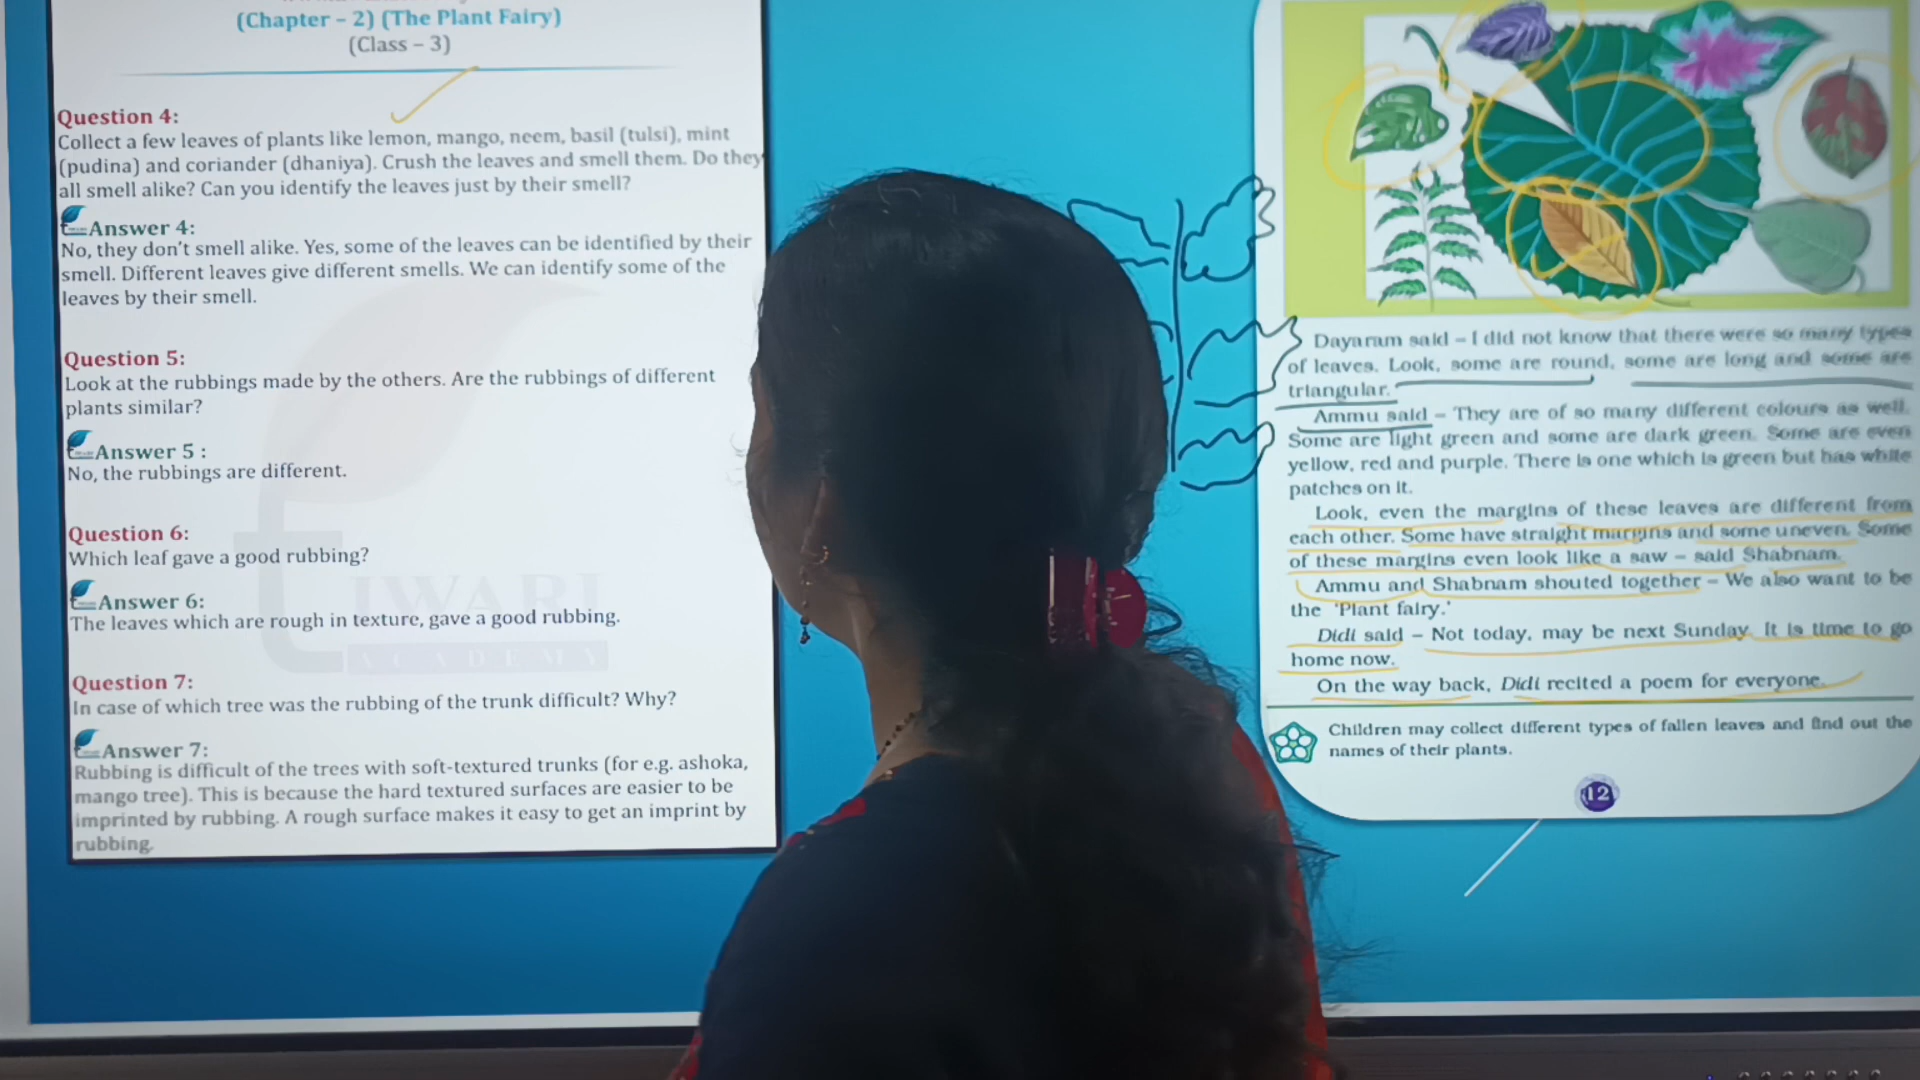 (Chapter – 2) (The Plant Fairy)
(Class – 3)
Question 4:
Collect a few leaves of plants like lemon, mango, neem, basil (tulsi), mint
(pudina) and coriander (dhaniya). Crush the leaves and smell them. Do they
all smell alike? Can you identify the leaves just by their smell?
Answer 4:
No, they don't smell alike. Yes, some of the leaves can be identified by their
smell. Different leaves give different smells. We can identify some of the
leaves by their smell.
Question 5:
Look at the rubbings made by the others. Are the rubbings of different
plants similar?
Answer 5 :
No, the rubbings are different.
Question 6:
Which leaf gave a good rubbing?
Answer 6:
The leaves which are rough in texture, gave a good rubbing.
Question 7:
In case of which tree was the rubbing of the trunk difficult? Why?
Answer 7:
Rubbing is difficult of the trees with soft-textured trunks (for e.g. ashoka,
mango tree). This is because the hard textured surfaces are easier to be
imprinted by rubbing. A rough surface makes it easy to get an imprint by
rubbing.
TIWARI
ACADEMY
Dayaram said – I did not know that there were so many types
of leaves. Look, some are round, some are long and some are
triangular.
Ammu said – They are of so many different colours as well.
Some are light green and some are dark green. Some are even
yellow, red and purple. There is one which is green but has white
patches on it.
Look, even the margins of these leaves are different from
each other. Some have straight margins and some uneven. Some
of these margins even look like a saw – said Shabnam.
Ammu and Shabnam shouted together – We also want to be
the 'Plant fairy.'
Didi said – Not today, may be next Sunday. It is time to go
home now.
On the way back, Didi recited a poem for everyone.
Children may collect different types of fallen leaves and find out the
names of their plants.
12